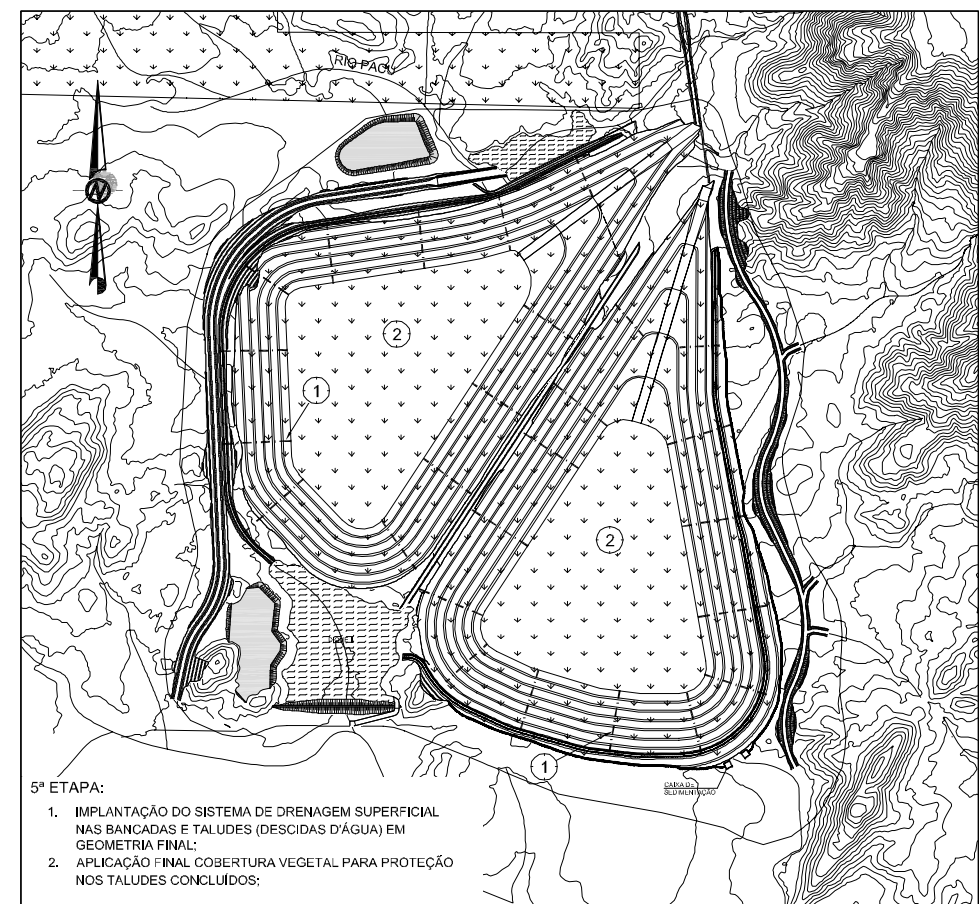 RIO PACU
N
2
1
2
1
CAIXA DE
SEDIMENTAÇÃO
5ª ETAPA:
1. IMPLANTAÇÃO DO SISTEMA DE DRENAGEM SUPERFICIAL
NAS BANCADAS E TALUDES (DESCIDAS D'ÁGUA) EM
GEOMETRIA FINAL;
2. APLICAÇÃO FINAL COBERTURA VEGETAL PARA PROTEÇÃO
NOS TALUDES CONCLUÍDOS;